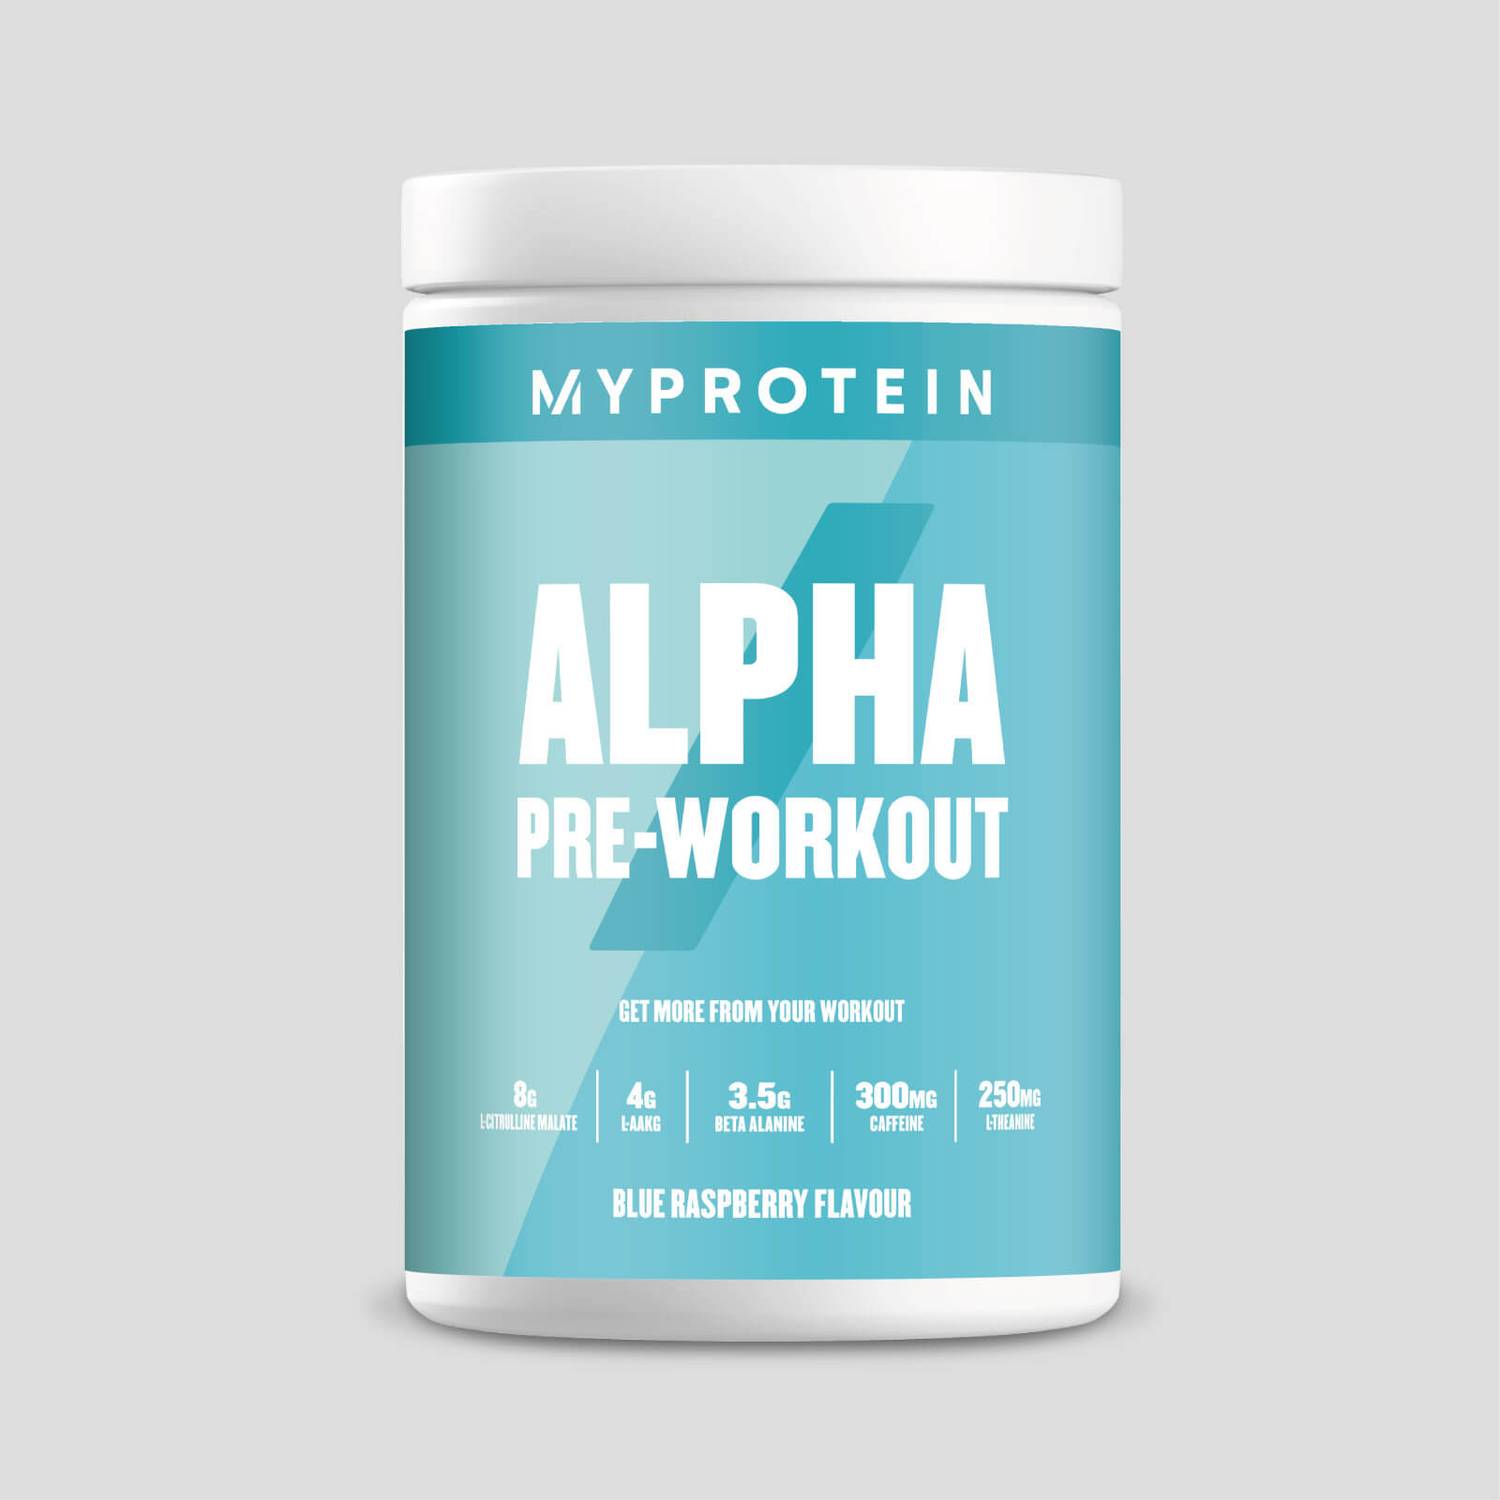 MYPROTEIN
ALPHA
PRE-WORKOUT
GET MORE FROM YOUR WORKOUT
8G 4G 3.5G 300MG 250MG
L-CITRULLINE MALATE L-AAKG BETA ALANINE CAFFEINE L-THEANINE
BLUE RASPBERRY FLAVOUR